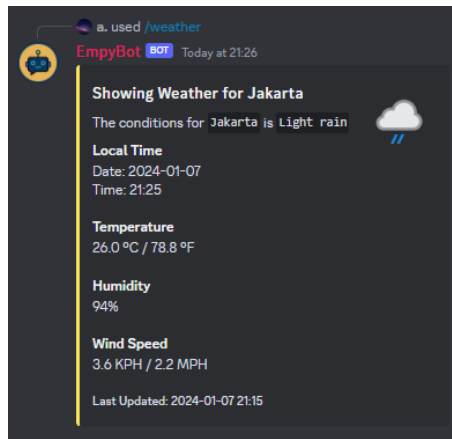 a. used /weather
EmpyBot BOT Today at 21:26
Showing Weather for Jakarta
The conditions for Jakarta is Light rain
Local Time
Date: 2024-01-07
Time: 21:25
Temperature
26.0 ºC / 78.8 ºF
Humidity
94%
Wind Speed
3.6 KPH / 2.2 MPH
Last Updated: 2024-01-07 21:15